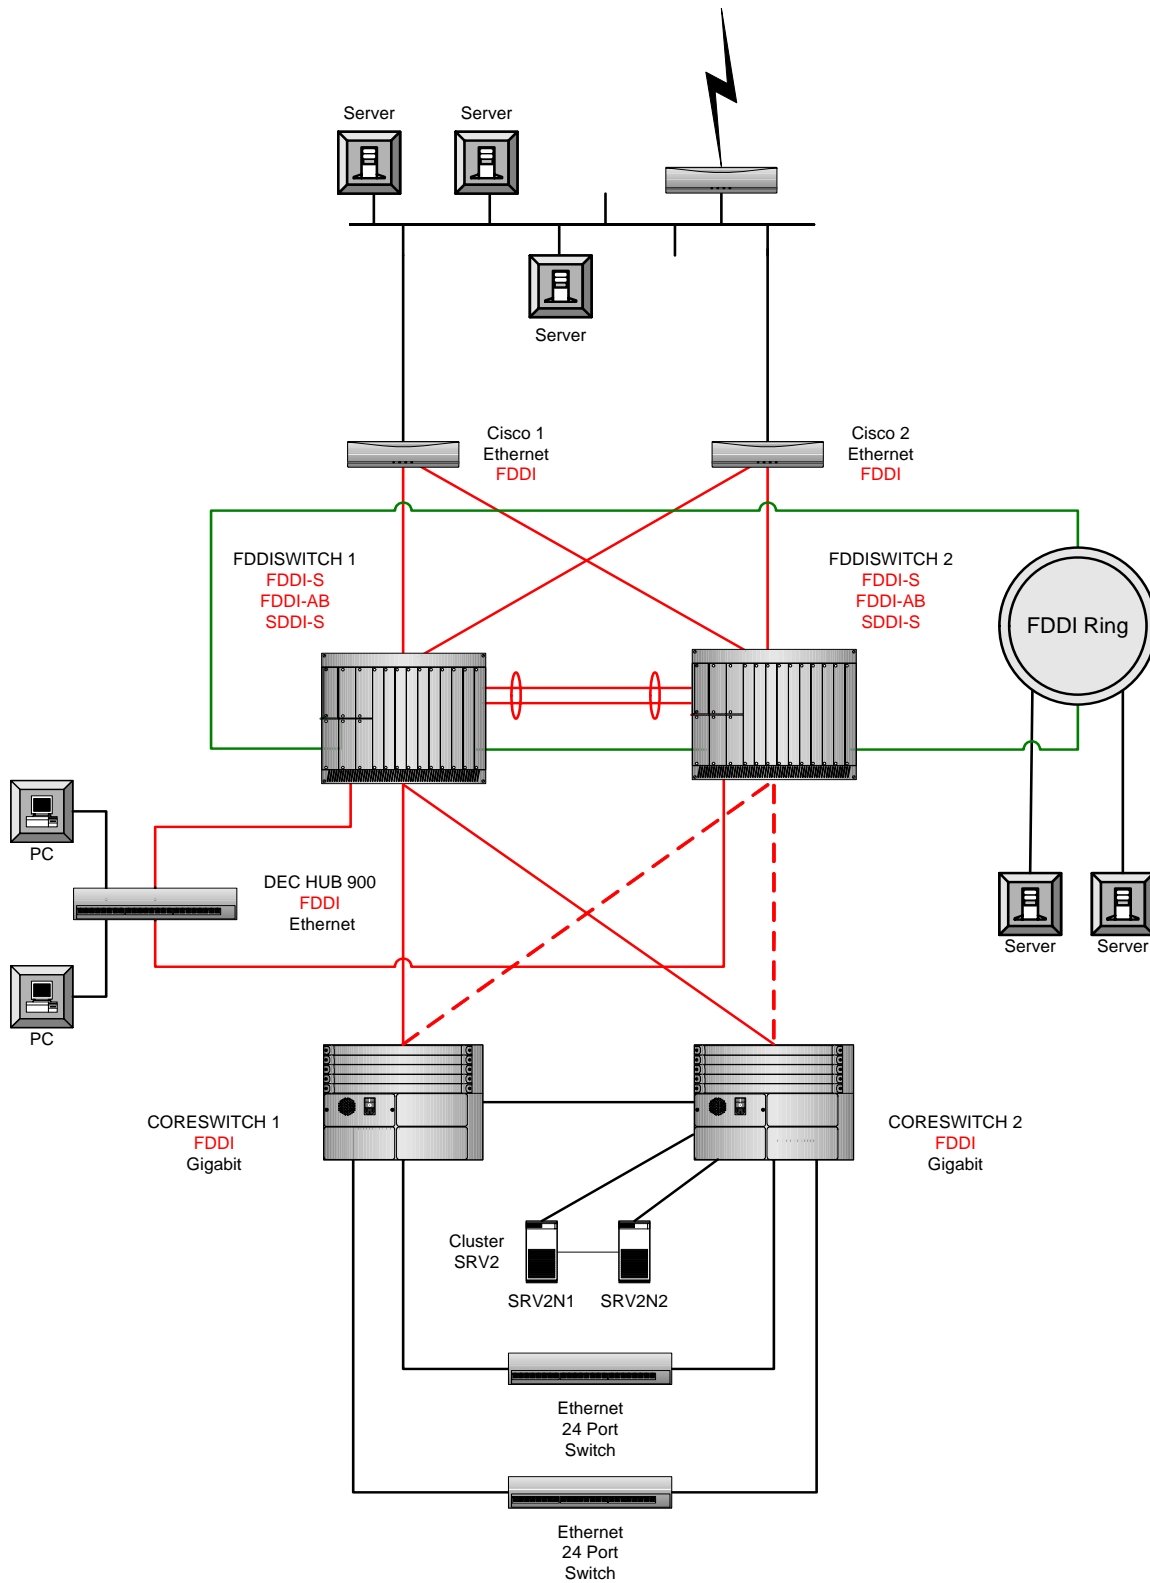 Server
Server
Server
Cisco 1
Ethernet
FDDI
Cisco 2
Ethernet
FDDI
FDDISWITCH 1
FDDI-S
FDDI-AB
SDDI-S
FDDISWITCH 2
FDDI-S
FDDI-AB
SDDI-S
FDDI Ring
PC
DEC HUB 900
FDDI
Ethernet
Server
Server
PC
CORESWITCH 1
FDDI
Gigabit
CORESWITCH 2
FDDI
Gigabit
Cluster
SRV2
SRV2N1
SRV2N2
Ethernet
24 Port
Switch
Ethernet
24 Port
Switch